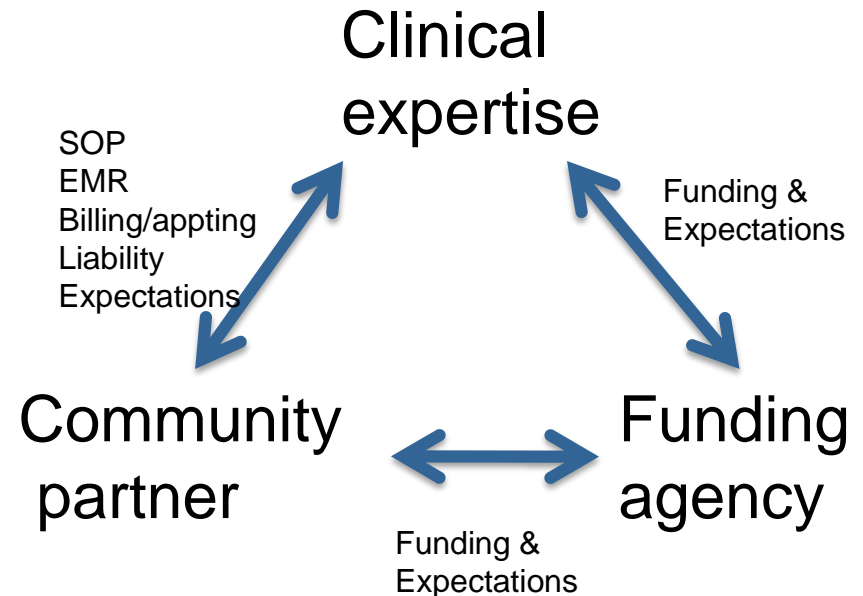 Clinical
expertise
SOP
EMR
Billing/appting
Liability
Expectations
Funding &
Expectations
Community
partner
Funding
agency
Funding &
Expectations